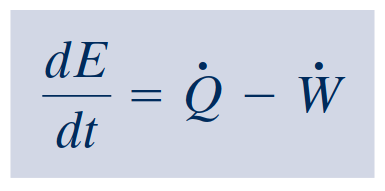 dE/dt = Q̇ − Ẇ